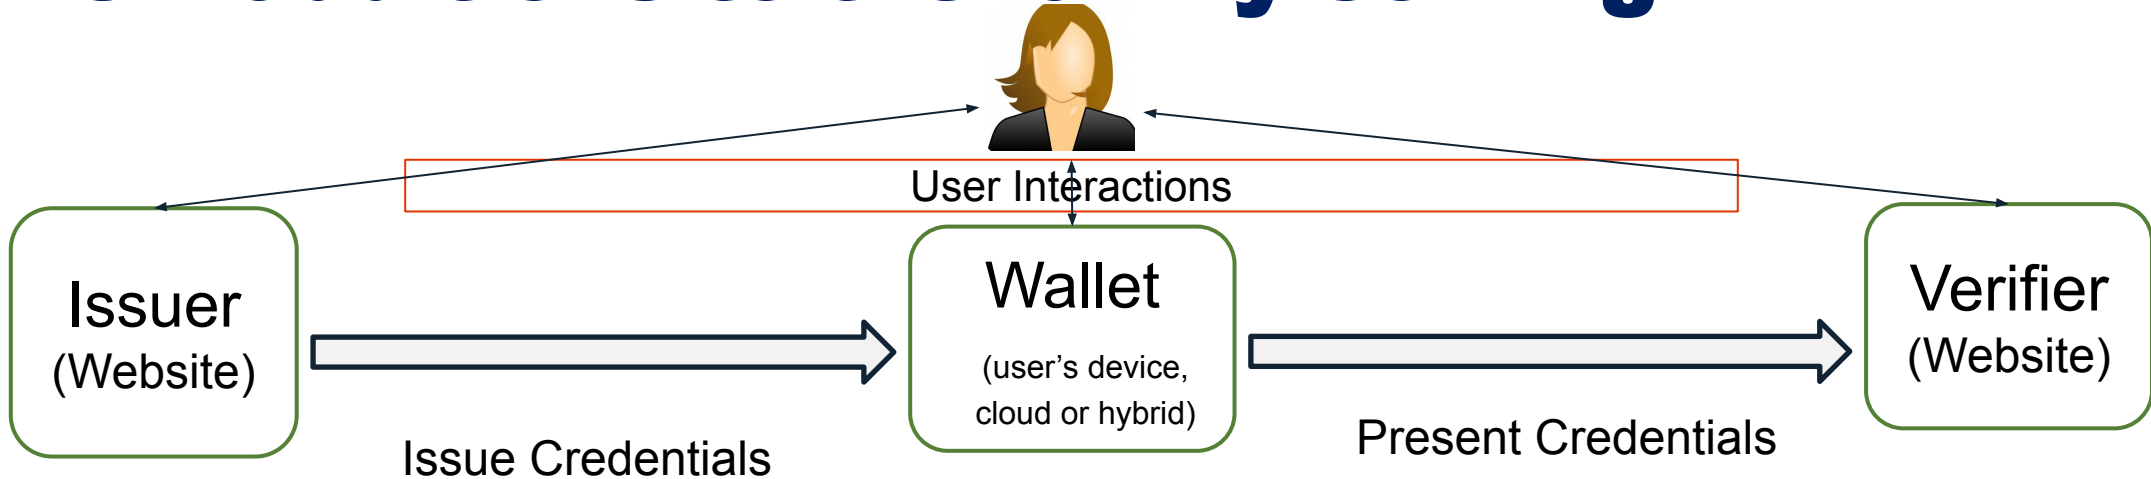 User Interactions
Issuer
(Website)
Wallet
(user’s device,
cloud or hybrid)
Verifier
(Website)
Issue Credentials
Present Credentials